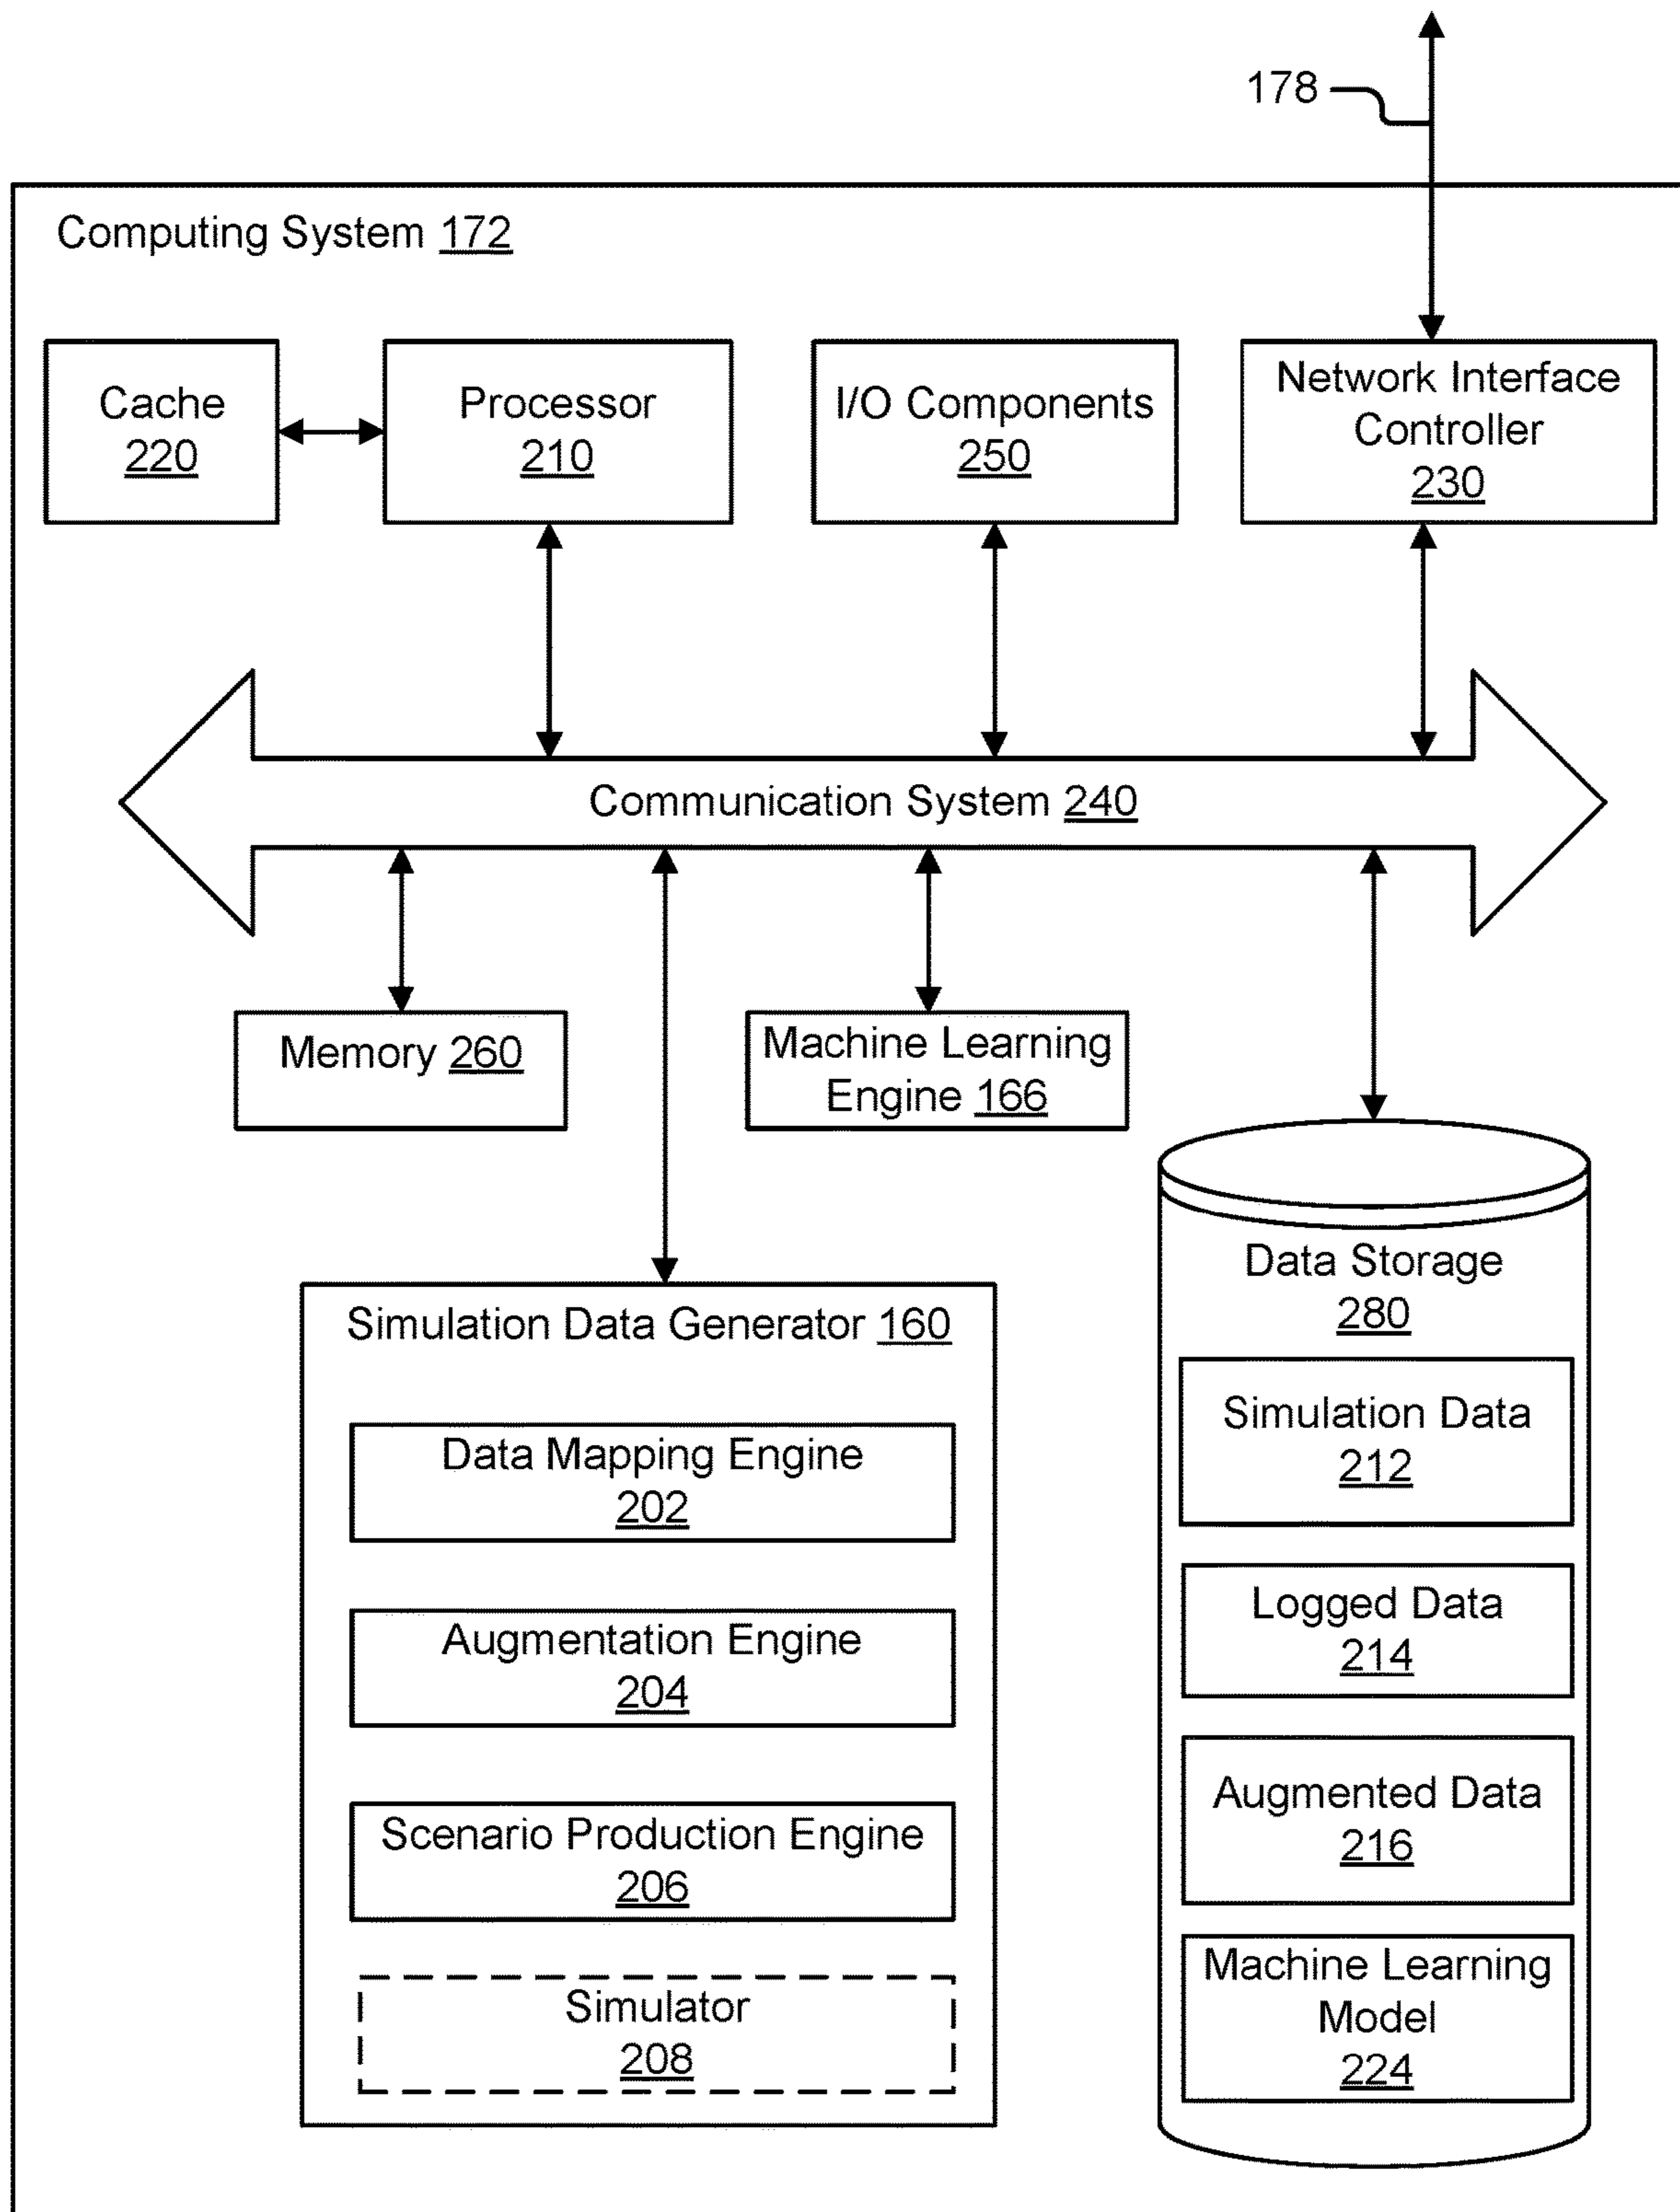 178
Computing System 172
Cache
220
Processor
210
I/O Components
250
Network Interface
Controller
230
Communication System 240
Memory 260
Machine Learning
Engine 166
Simulation Data Generator 160
Data Mapping Engine
202
Augmentation Engine
204
Scenario Production Engine
206
Simulator
208
Data Storage
280
Simulation Data
212
Logged Data
214
Augmented Data
216
Machine Learning
Model
224